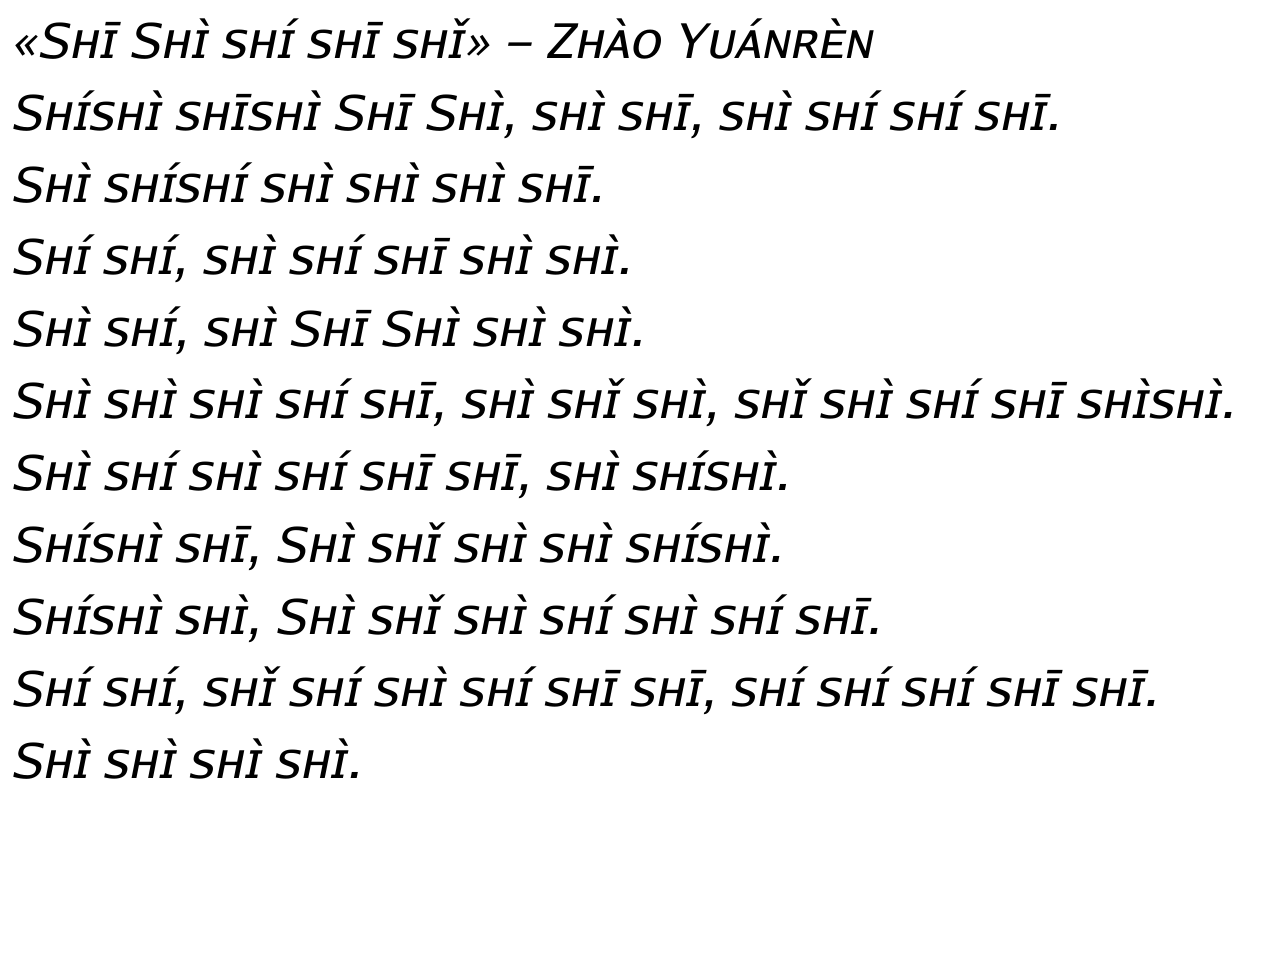 «Shī Shì shí shī shǐ» – Zhào Yuánrèn
Shíshì shīshì Shī Shì, shì shī, shì shí shí shī.
Shì shíshí shì shì shì shī.
Shí shí, shì shí shī shì shì.
Shì shí, shì Shī Shì shì shì.
Shì shì shì shí shī, shì shǐ shì, shǐ shì shí shī shìshì.
Shì shí shì shí shī shī, shì shíshì.
Shíshì shī, Shì shǐ shì shì shíshì.
Shíshì shì, Shì shǐ shì shí shì shí shī.
Shí shí, shǐ shí shì shí shī shī, shí shí shí shī shī.
Shì shì shì shì.